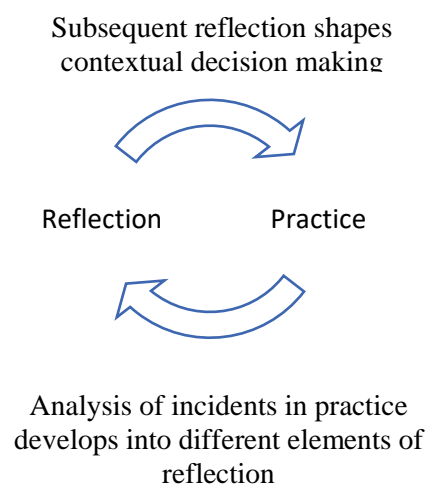 Subsequent reflection shapes
contextual decision making
Reflection
Practice
Analysis of incidents in practice
develops into different elements of
reflection